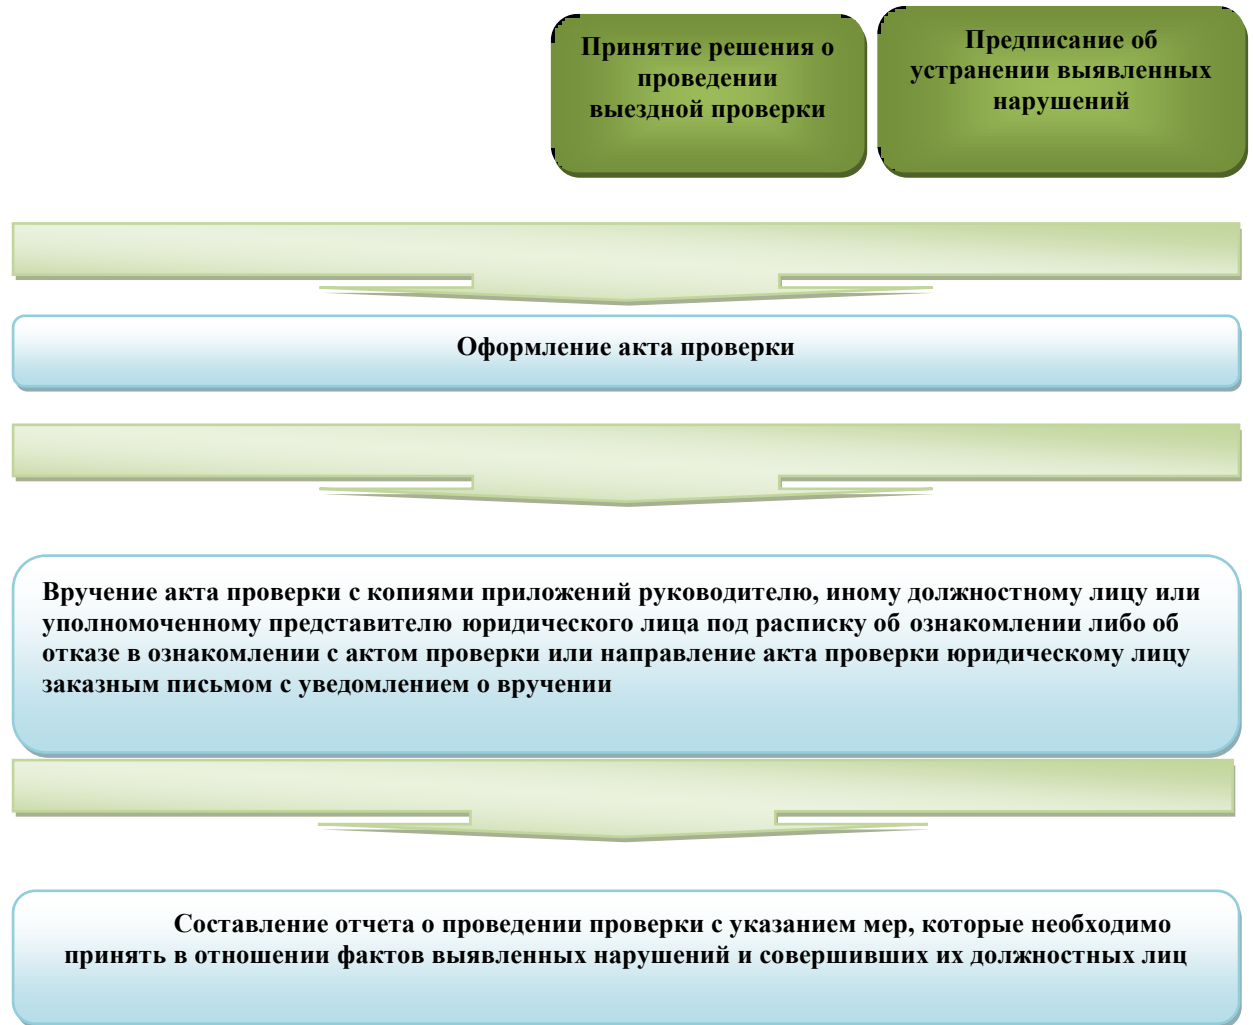 Принятие решения о
проведении
выездной проверки
Предписание об
устранении выявленных
нарушений
Оформление акта проверки
Вручение акта проверки с копиями приложений руководителю, иному должностному лицу или
уполномоченному представителю юридического лица под расписку об ознакомлении либо об
отказе в ознакомлении с актом проверки или направление акта проверки юридическому лицу
заказным письмом с уведомлением о вручении
Составление отчета о проведении проверки с указанием мер, которые необходимо
принять в отношении фактов выявленных нарушений и совершивших их должностных лиц